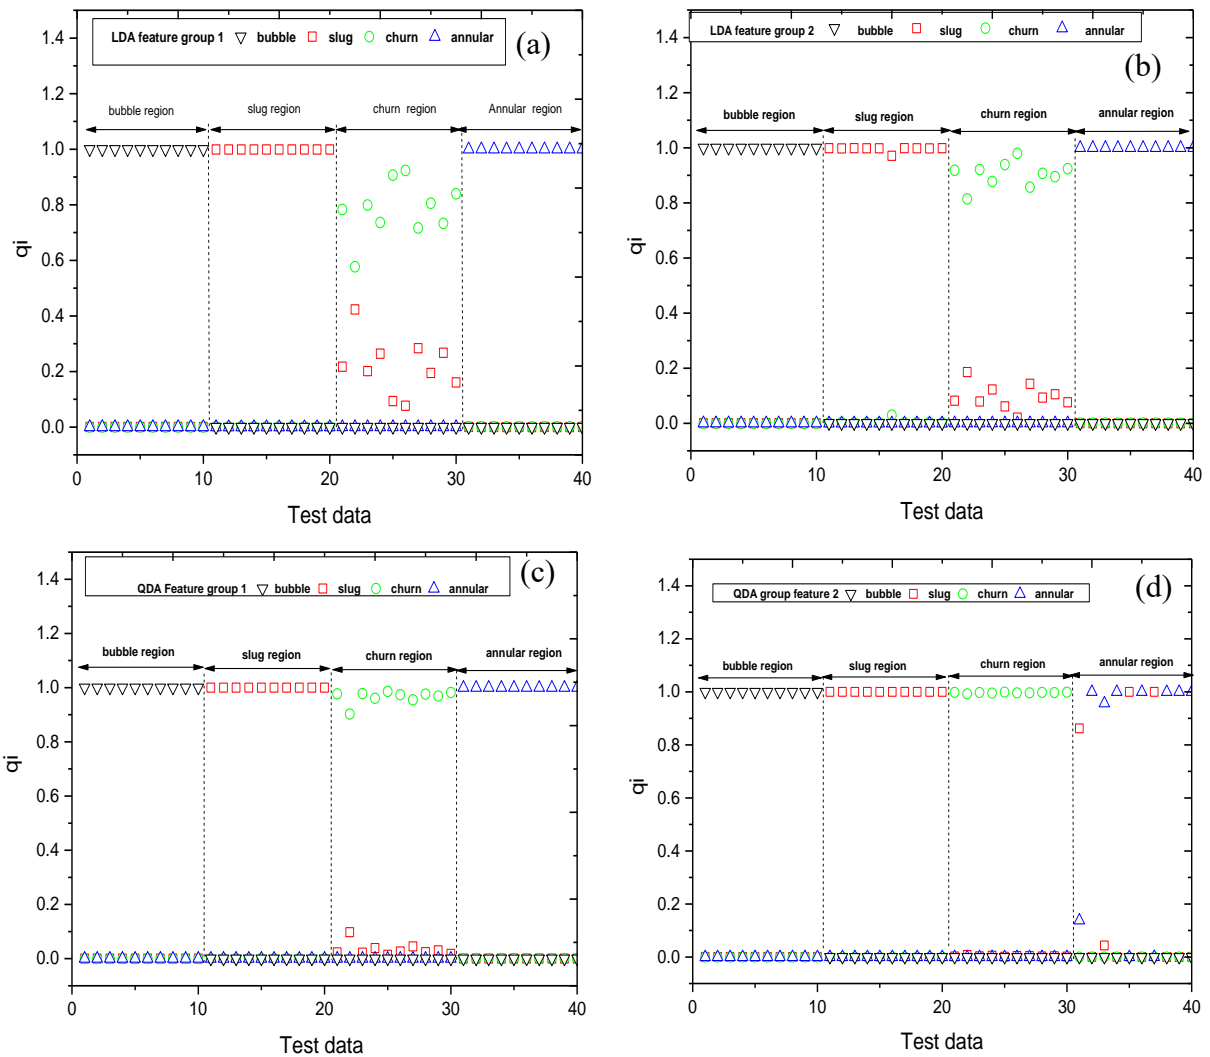 LDA feature group 1 bubble slug churn annular
(a)
bubble region slug region churn region Annular region
1.4
1.2
1.0
0.8
0.6
0.4
0.2
0.0
qi
0 10 20 30 40
Test data
LDA feature group 2 bubble slug churn annular
(b)
bubble region slug region churn region annular region
1.4
1.2
1.0
0.8
0.6
0.4
0.2
0.0
qi
0 10 20 30 40
Test data
QDA Feature group 1 bubble slug churn annular
(c)
bubble region slug region churn region annular region
1.4
1.2
1.0
0.8
0.6
0.4
0.2
0.0
qi
0 10 20 30 40
Test data
QDA group feature 2 bubble slug churn annular
(d)
bubble region slug region churn region annular region
1.4
1.2
1.0
0.8
0.6
0.4
0.2
0.0
qi
0 10 20 30 40
Test data